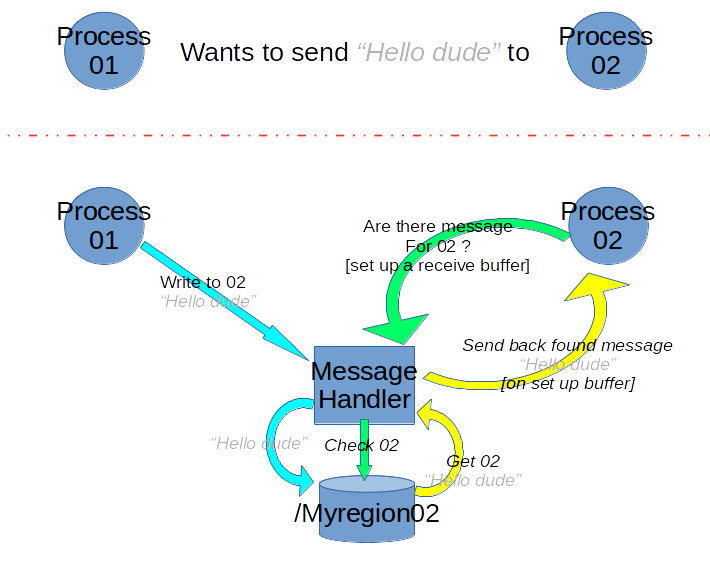 Process
01
Wants to send “Hello dude” to
Process
02
Process
01
Process
02
Are there message
For 02 ?
[set up a receive buffer]
Write to 02
“Hello dude”
Send back found message
“Hello dude”
[on set up buffer]
Message
Handler
“Hello dude”
Check 02
Get 02
“Hello dude”
/Myregion02